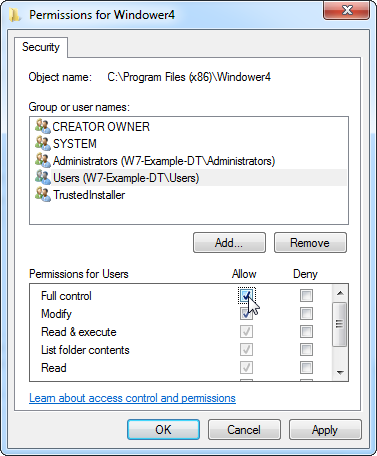 Permissions for Windower4
Security
Object name: C:\Program Files (x86)\Windower4
Group or user names:
CREATOR OWNER
SYSTEM
Administrators (W7-Example-DT\Administrators)
Users (W7-Example-DT\Users)
TrustedInstaller
Add... Remove
Permissions for Users Allow Deny
Full control
Modify
Read & execute
List folder contents
Read
Learn about access control and permissions
OK Cancel Apply